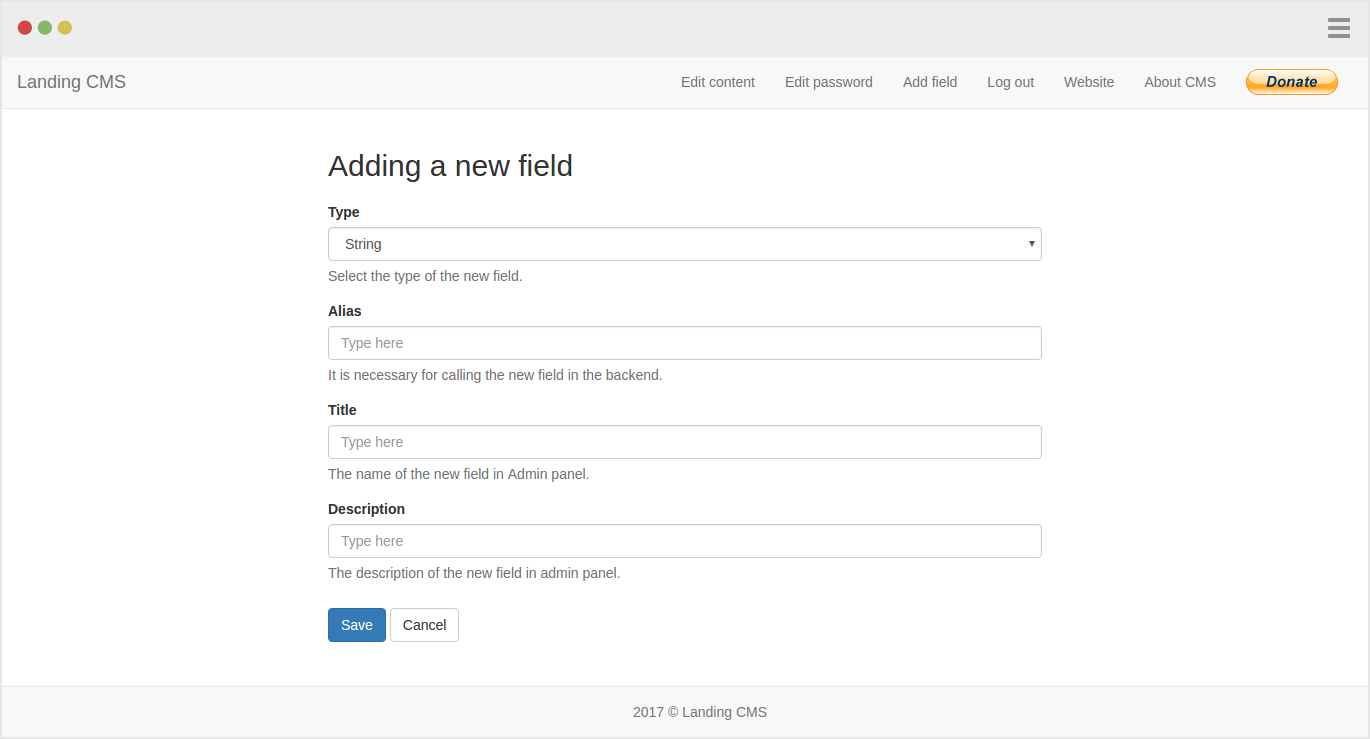 Landing CMS
Edit content
Edit password
Add field
Log out
Website
About CMS
Donate
Adding a new field
Type
String
Select the type of the new field.
Alias
Type here
It is necessary for calling the new field in the backend.
Title
Type here
The name of the new field in Admin panel.
Description
Type here
The description of the new field in admin panel.
Save
Cancel
2017 © Landing CMS